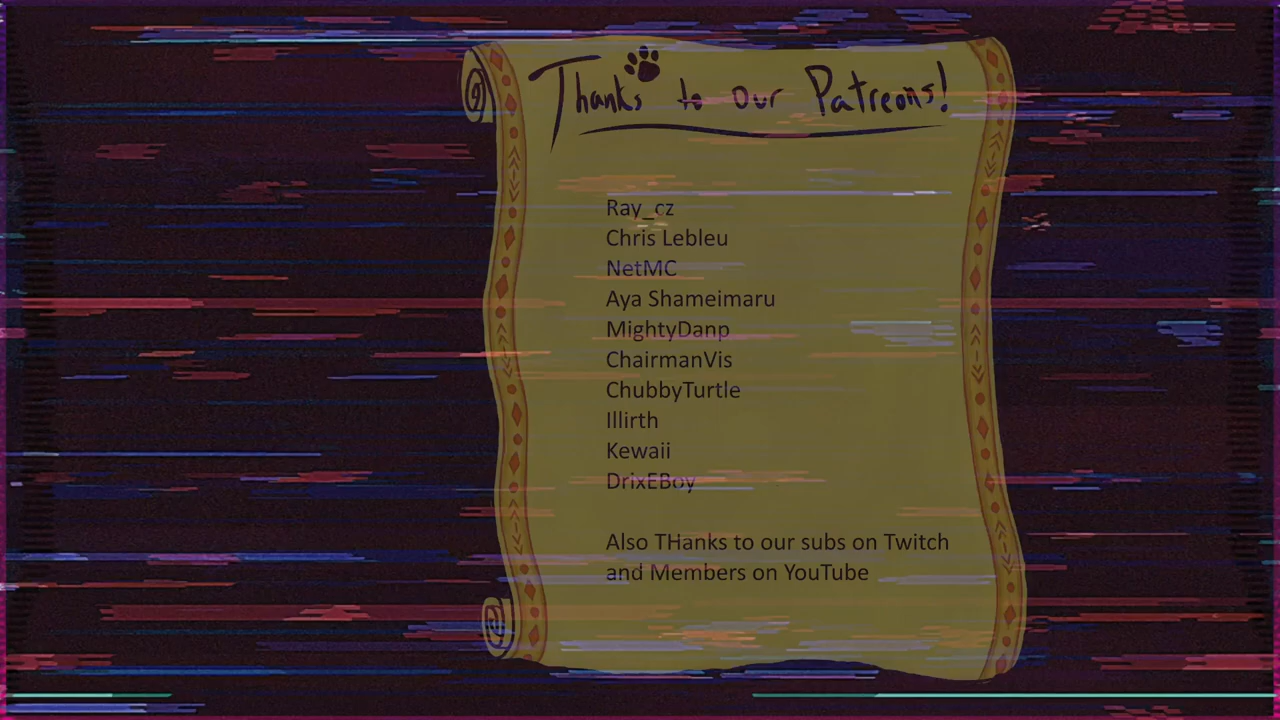 Thanks to our Patreons!
Ray_cz
Chris Lebleu
NetMC
Aya Shameimaru
MightyDanp
ChairmanVis
ChubbyTurtle
Illirth
Kewaii
DrixEBoy
Also THanks to our subs on Twitch
and Members on YouTube